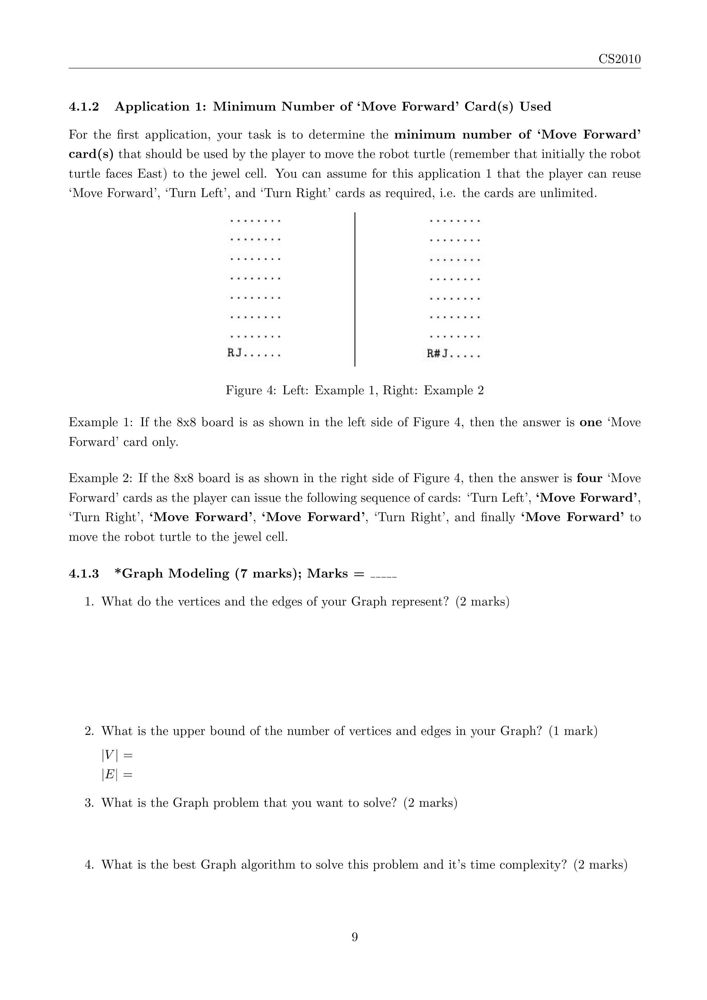 CS2010
4.1.2 Application 1: Minimum Number of ‘Move Forward’ Card(s) Used
For the first application, your task is to determine the minimum number of ‘Move Forward’
card(s) that should be used by the player to move the robot turtle (remember that initially the robot
turtle faces East) to the jewel cell. You can assume for this application 1 that the player can reuse
‘Move Forward’, ‘Turn Left’, and ‘Turn Right’ cards as required, i.e. the cards are unlimited.
........ ........
........ ........
........ ........
........ ........
........ ........
........ ........
........ ........
RJ...... R#J.....
Figure 4: Left: Example 1, Right: Example 2
Example 1: If the 8x8 board is as shown in the left side of Figure 4, then the answer is one ‘Move
Forward’ card only.
Example 2: If the 8x8 board is as shown in the right side of Figure 4, then the answer is four ‘Move
Forward’ cards as the player can issue the following sequence of cards: ‘Turn Left’, ‘Move Forward’,
‘Turn Right’, ‘Move Forward’, ‘Move Forward’, ‘Turn Right’, and finally ‘Move Forward’ to
move the robot turtle to the jewel cell.
4.1.3 *Graph Modeling (7 marks); Marks = _____
1. What do the vertices and the edges of your Graph represent? (2 marks)
2. What is the upper bound of the number of vertices and edges in your Graph? (1 mark)
|V| =
|E| =
3. What is the Graph problem that you want to solve? (2 marks)
4. What is the best Graph algorithm to solve this problem and it’s time complexity? (2 marks)
9